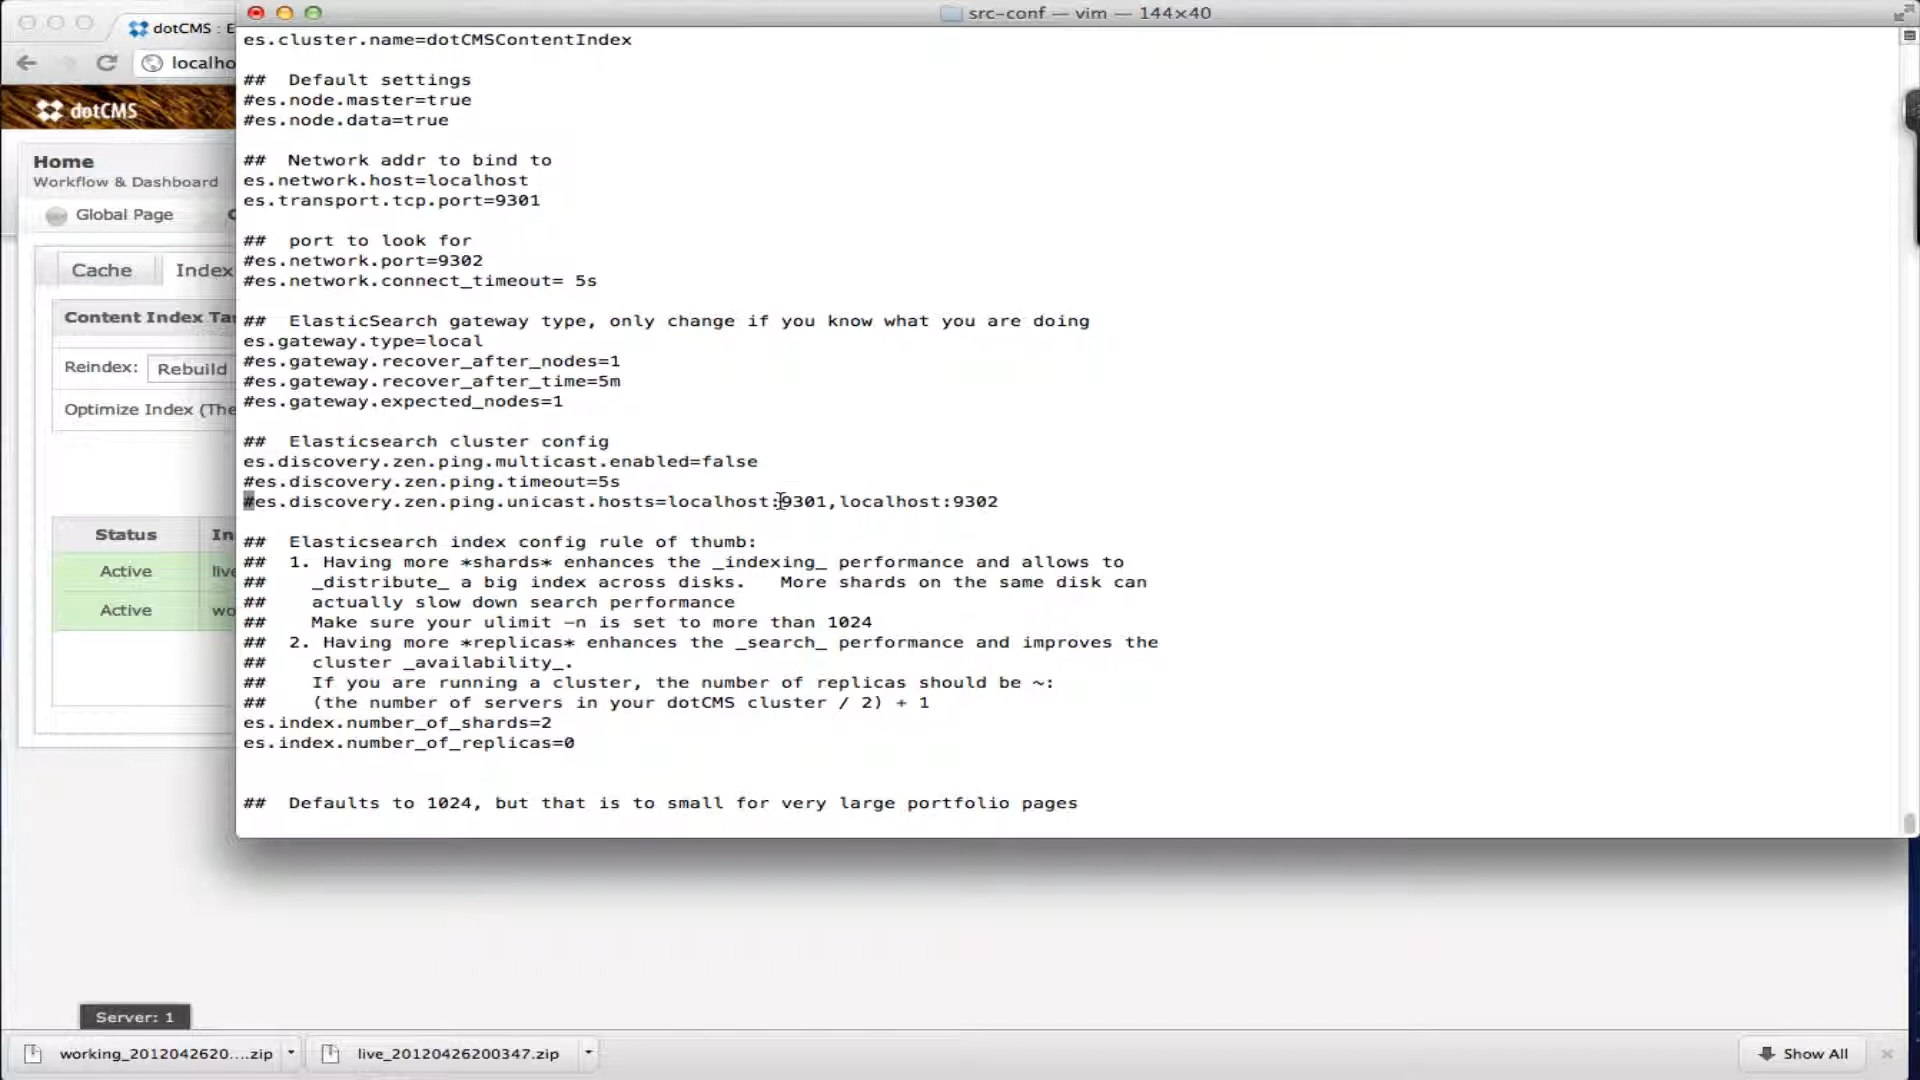 src-conf — vim — 144×40
dotCMS : E
localho
dotCMS
Home
Workflow & Dashboard
Global Page
Cache
Index
Content Index Ta
Reindex:
Rebuild
Optimize Index (The
Status
In
Active
live
Active
wo
Server: 1
es.cluster.name=dotCMSContentIndex
##  Default settings
#es.node.master=true
#es.node.data=true
##  Network addr to bind to
es.network.host=localhost
es.transport.tcp.port=9301
##  port to look for
#es.network.port=9302
#es.network.connect_timeout= 5s
##  ElasticSearch gateway type, only change if you know what you are doing
es.gateway.type=local
#es.gateway.recover_after_nodes=1
#es.gateway.recover_after_time=5m
#es.gateway.expected_nodes=1
##  Elasticsearch cluster config
es.discovery.zen.ping.multicast.enabled=false
#es.discovery.zen.ping.timeout=5s
#es.discovery.zen.ping.unicast.hosts=localhost:9301,localhost:9302
##  Elasticsearch index config rule of thumb:
##  1. Having more *shards* enhances the _indexing_ performance and allows to
##    _distribute_ a big index across disks.   More shards on the same disk can
##    actually slow down search performance
##    Make sure your ulimit -n is set to more than 1024
##  2. Having more *replicas* enhances the _search_ performance and improves the
##    cluster _availability_.
##    If you are running a cluster, the number of replicas should be ~:
##    (the number of servers in your dotCMS cluster / 2) + 1
es.index.number_of_shards=2
es.index.number_of_replicas=0
##  Defaults to 1024, but that is to small for very large portfolio pages
working_2012042620....zip
live_20120426200347.zip
Show All